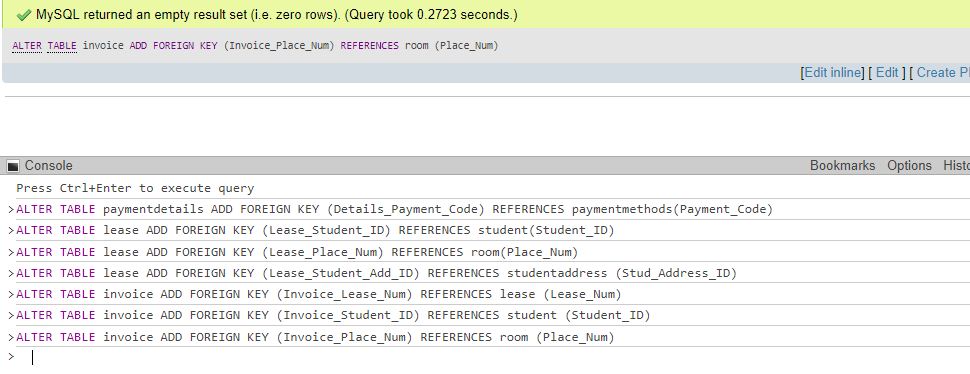 MySQL returned an empty result set (i.e. zero rows). (Query took 0.2723 seconds.)
ALTER TABLE invoice ADD FOREIGN KEY (Invoice_Place_Num) REFERENCES room (Place_Num)
[Edit inline] [ Edit ] [ Create P
Console Bookmarks Options Histo
Press Ctrl+Enter to execute query
>ALTER TABLE paymentdetails ADD FOREIGN KEY (Details_Payment_Code) REFERENCES paymentmethods(Payment_Code)
>ALTER TABLE lease ADD FOREIGN KEY (Lease_Student_ID) REFERENCES student(Student_ID)
>ALTER TABLE lease ADD FOREIGN KEY (Lease_Place_Num) REFERENCES room(Place_Num)
>ALTER TABLE lease ADD FOREIGN KEY (Lease_Student_Add_ID) REFERENCES studentaddress (Stud_Address_ID)
>ALTER TABLE invoice ADD FOREIGN KEY (Invoice_Lease_Num) REFERENCES lease (Lease_Num)
>ALTER TABLE invoice ADD FOREIGN KEY (Invoice_Student_ID) REFERENCES student (Student_ID)
>ALTER TABLE invoice ADD FOREIGN KEY (Invoice_Place_Num) REFERENCES room (Place_Num)
>